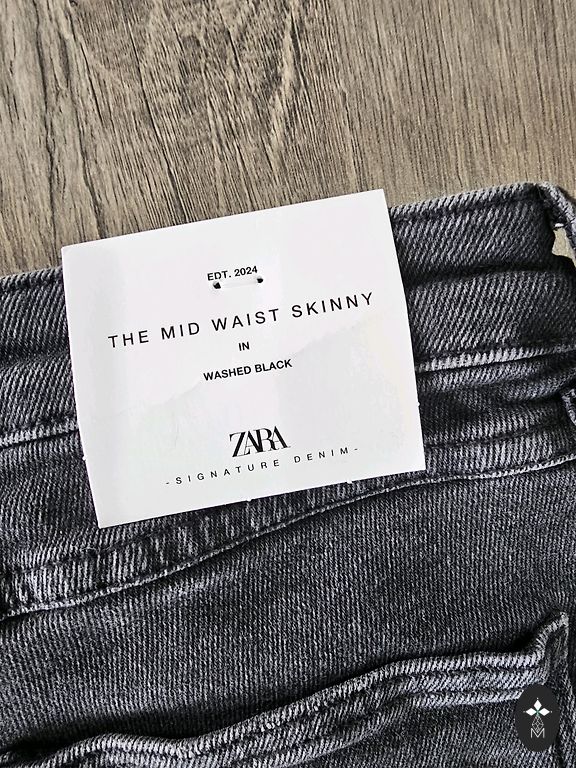 EDT. 2024
THE MID WAIST SKINNY
IN
WASHED BLACK
ZARA
-SIGNATURE DENIM-
M